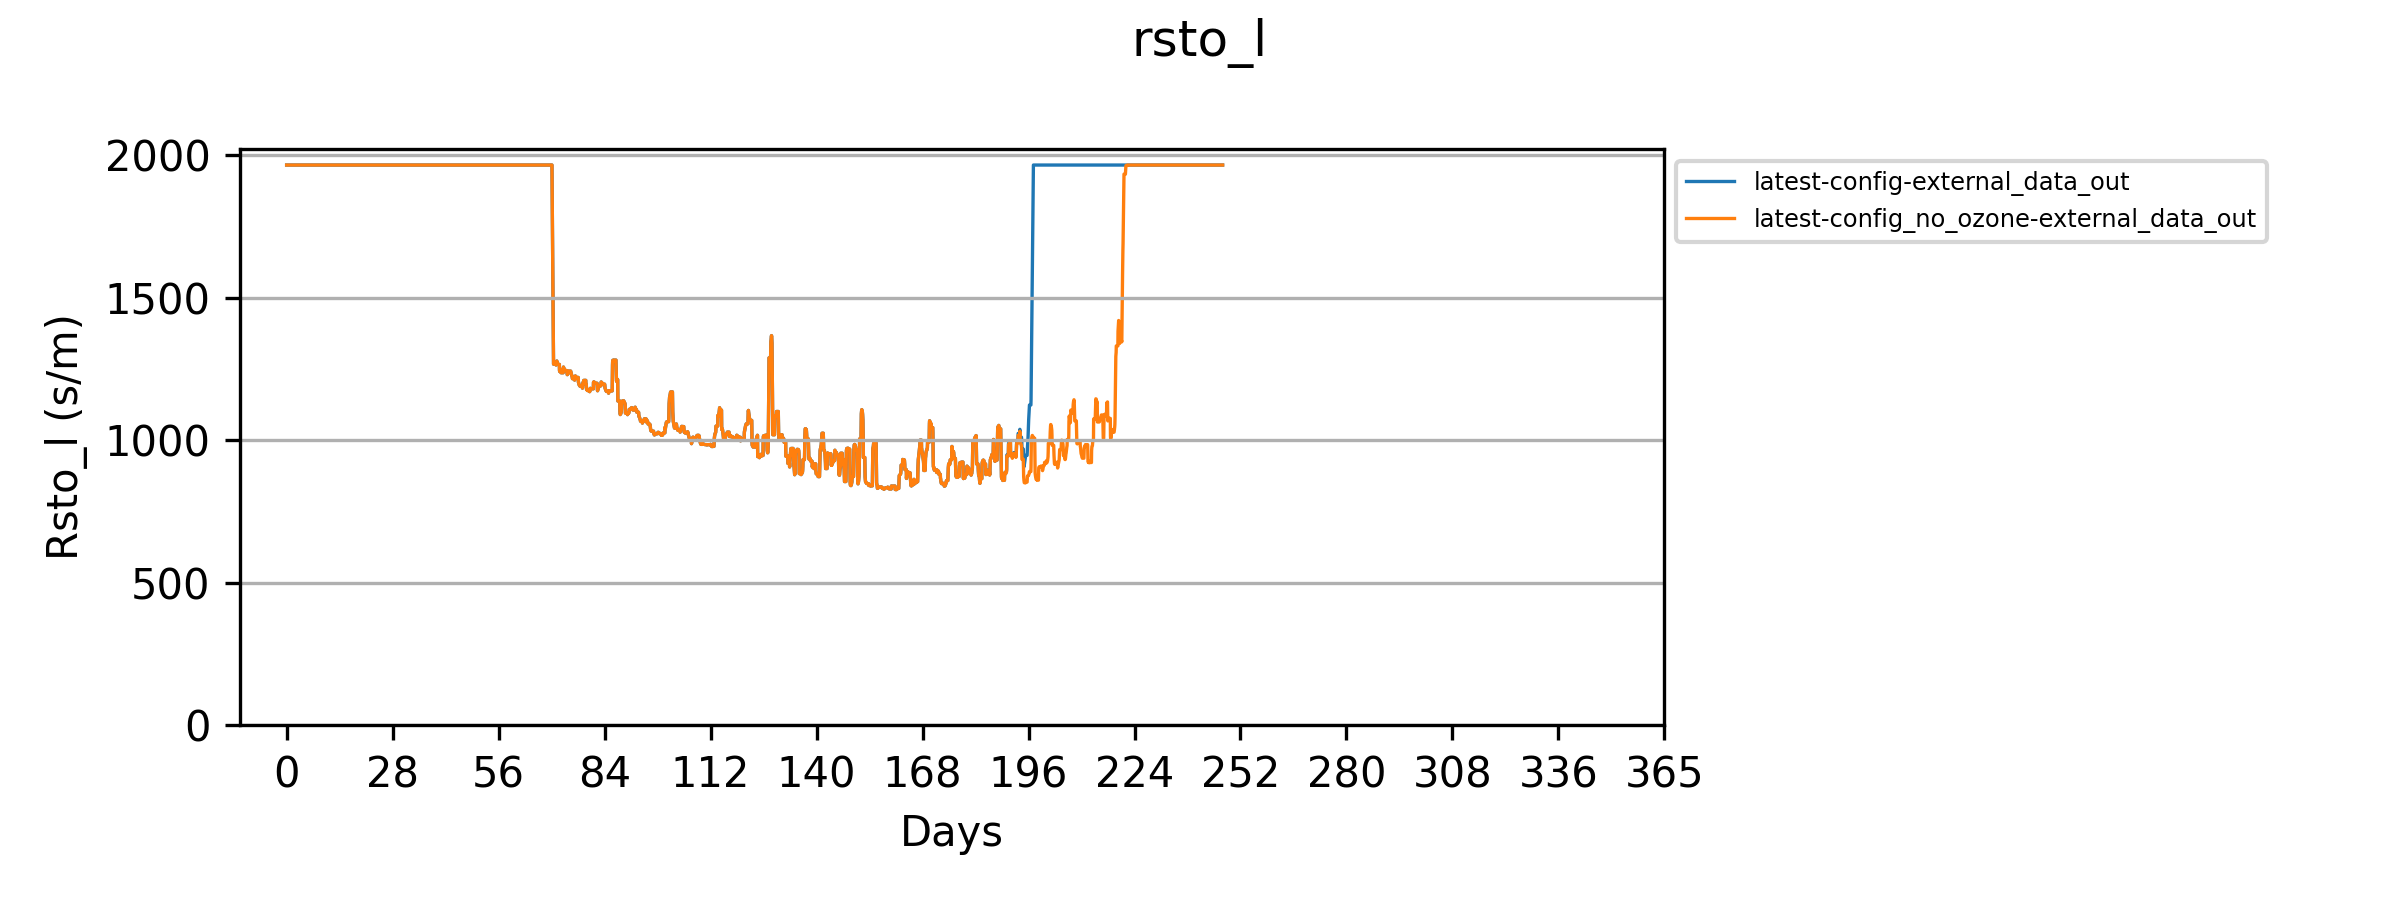 rsto_l
2000
1500
1000
500
0
Rsto_l (s/m)
0 28 56 84 112 140 168 196 224 252 280 308 336 365
Days
latest-config-external_data_out
latest-config_no_ozone-external_data_out